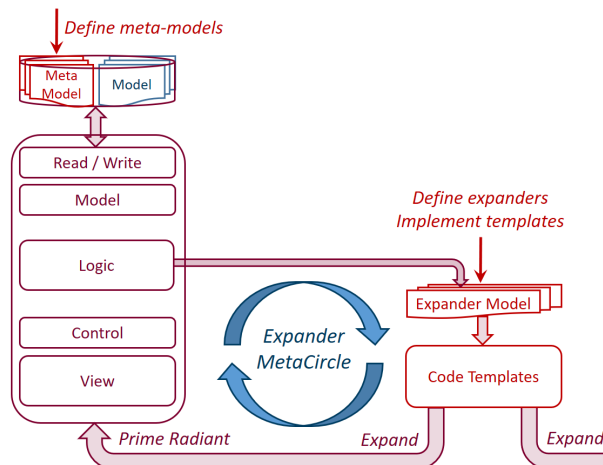 Define meta-models
Meta
Model
Model
Read / Write
Model
Define expanders
Implement templates
Logic
Expander Model
Expander
MetaCircle
Control
View
Code Templates
Prime Radiant
Expand
Expand